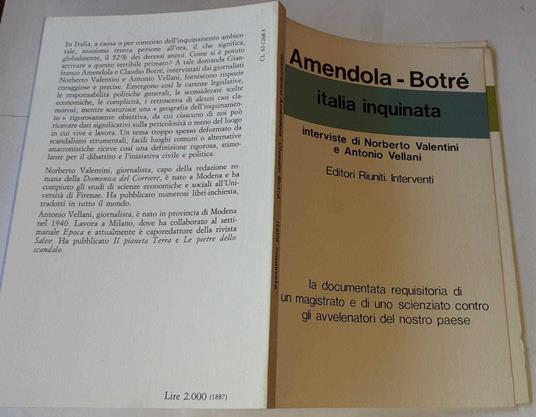 In Italia, a causa o per concorso dell'inquinamento ambien-
tale, muoiono trenta persone all'ora, il che significa,
globalmente, il 52% dei decessi annui. Come si è potuto
arrivare a questo terribile primato? A tale domanda Gian-
franco Amendola e Claudio Botré, intervistati dai giornalisti
Norberto Valentini e Antonio Vellani, forniscono risposte
coraggiose e precise. Emergono così le carenze legislative,
le responsabilità politiche generali, le sconsiderate scelte
economiche, le complicità, i retroscena di alcuni casi cla-
morosi; mentre scaturisce una « geografia dell'inquinamen-
to » rigorosamente obiettiva, da cui ciascuno di noi può
ricavare dati significativi sulla pericolosità o meno del luogo
in cui vive e lavora. Un tema troppo spesso deformato da
scandalismi strumentali, facili luoghi comuni o alternative
anacronistiche riceve così una definizione rigorosa, stimo-
lante per il dibattito e l'iniziativa civile e politica.
Norberto Valentini, giornalista, capo della redazione ro-
mana della Domenica del Corriere, è nato a Modena e ha
compiuto gli studi di scienze economiche e sociali all'Uni-
versità di Firenze. Ha pubblicato numerosi libri-inchiesta,
tradotti in tutto il mondo.
Antonio Vellani, giornalista, è nato in provincia di Modena
nel 1940. Lavora a Milano, dove ha collaborato al setti-
manale Epoca e attualmente è caporedattore della rivista
Salve. Ha pubblicato Il pianeta Terra e Le pietre dello
scandalo.
CL 63-1268-3
Lire 2.000 (1887)
italia inquinata
Amendola - Botré
italia inquinata
interviste di Norberto Valentini
e Antonio Vellani
Editori Riuniti. Interventi
la documentata requisitoria di
un magistrato e di uno scienziato contro
gli avvelenatori del nostro paese